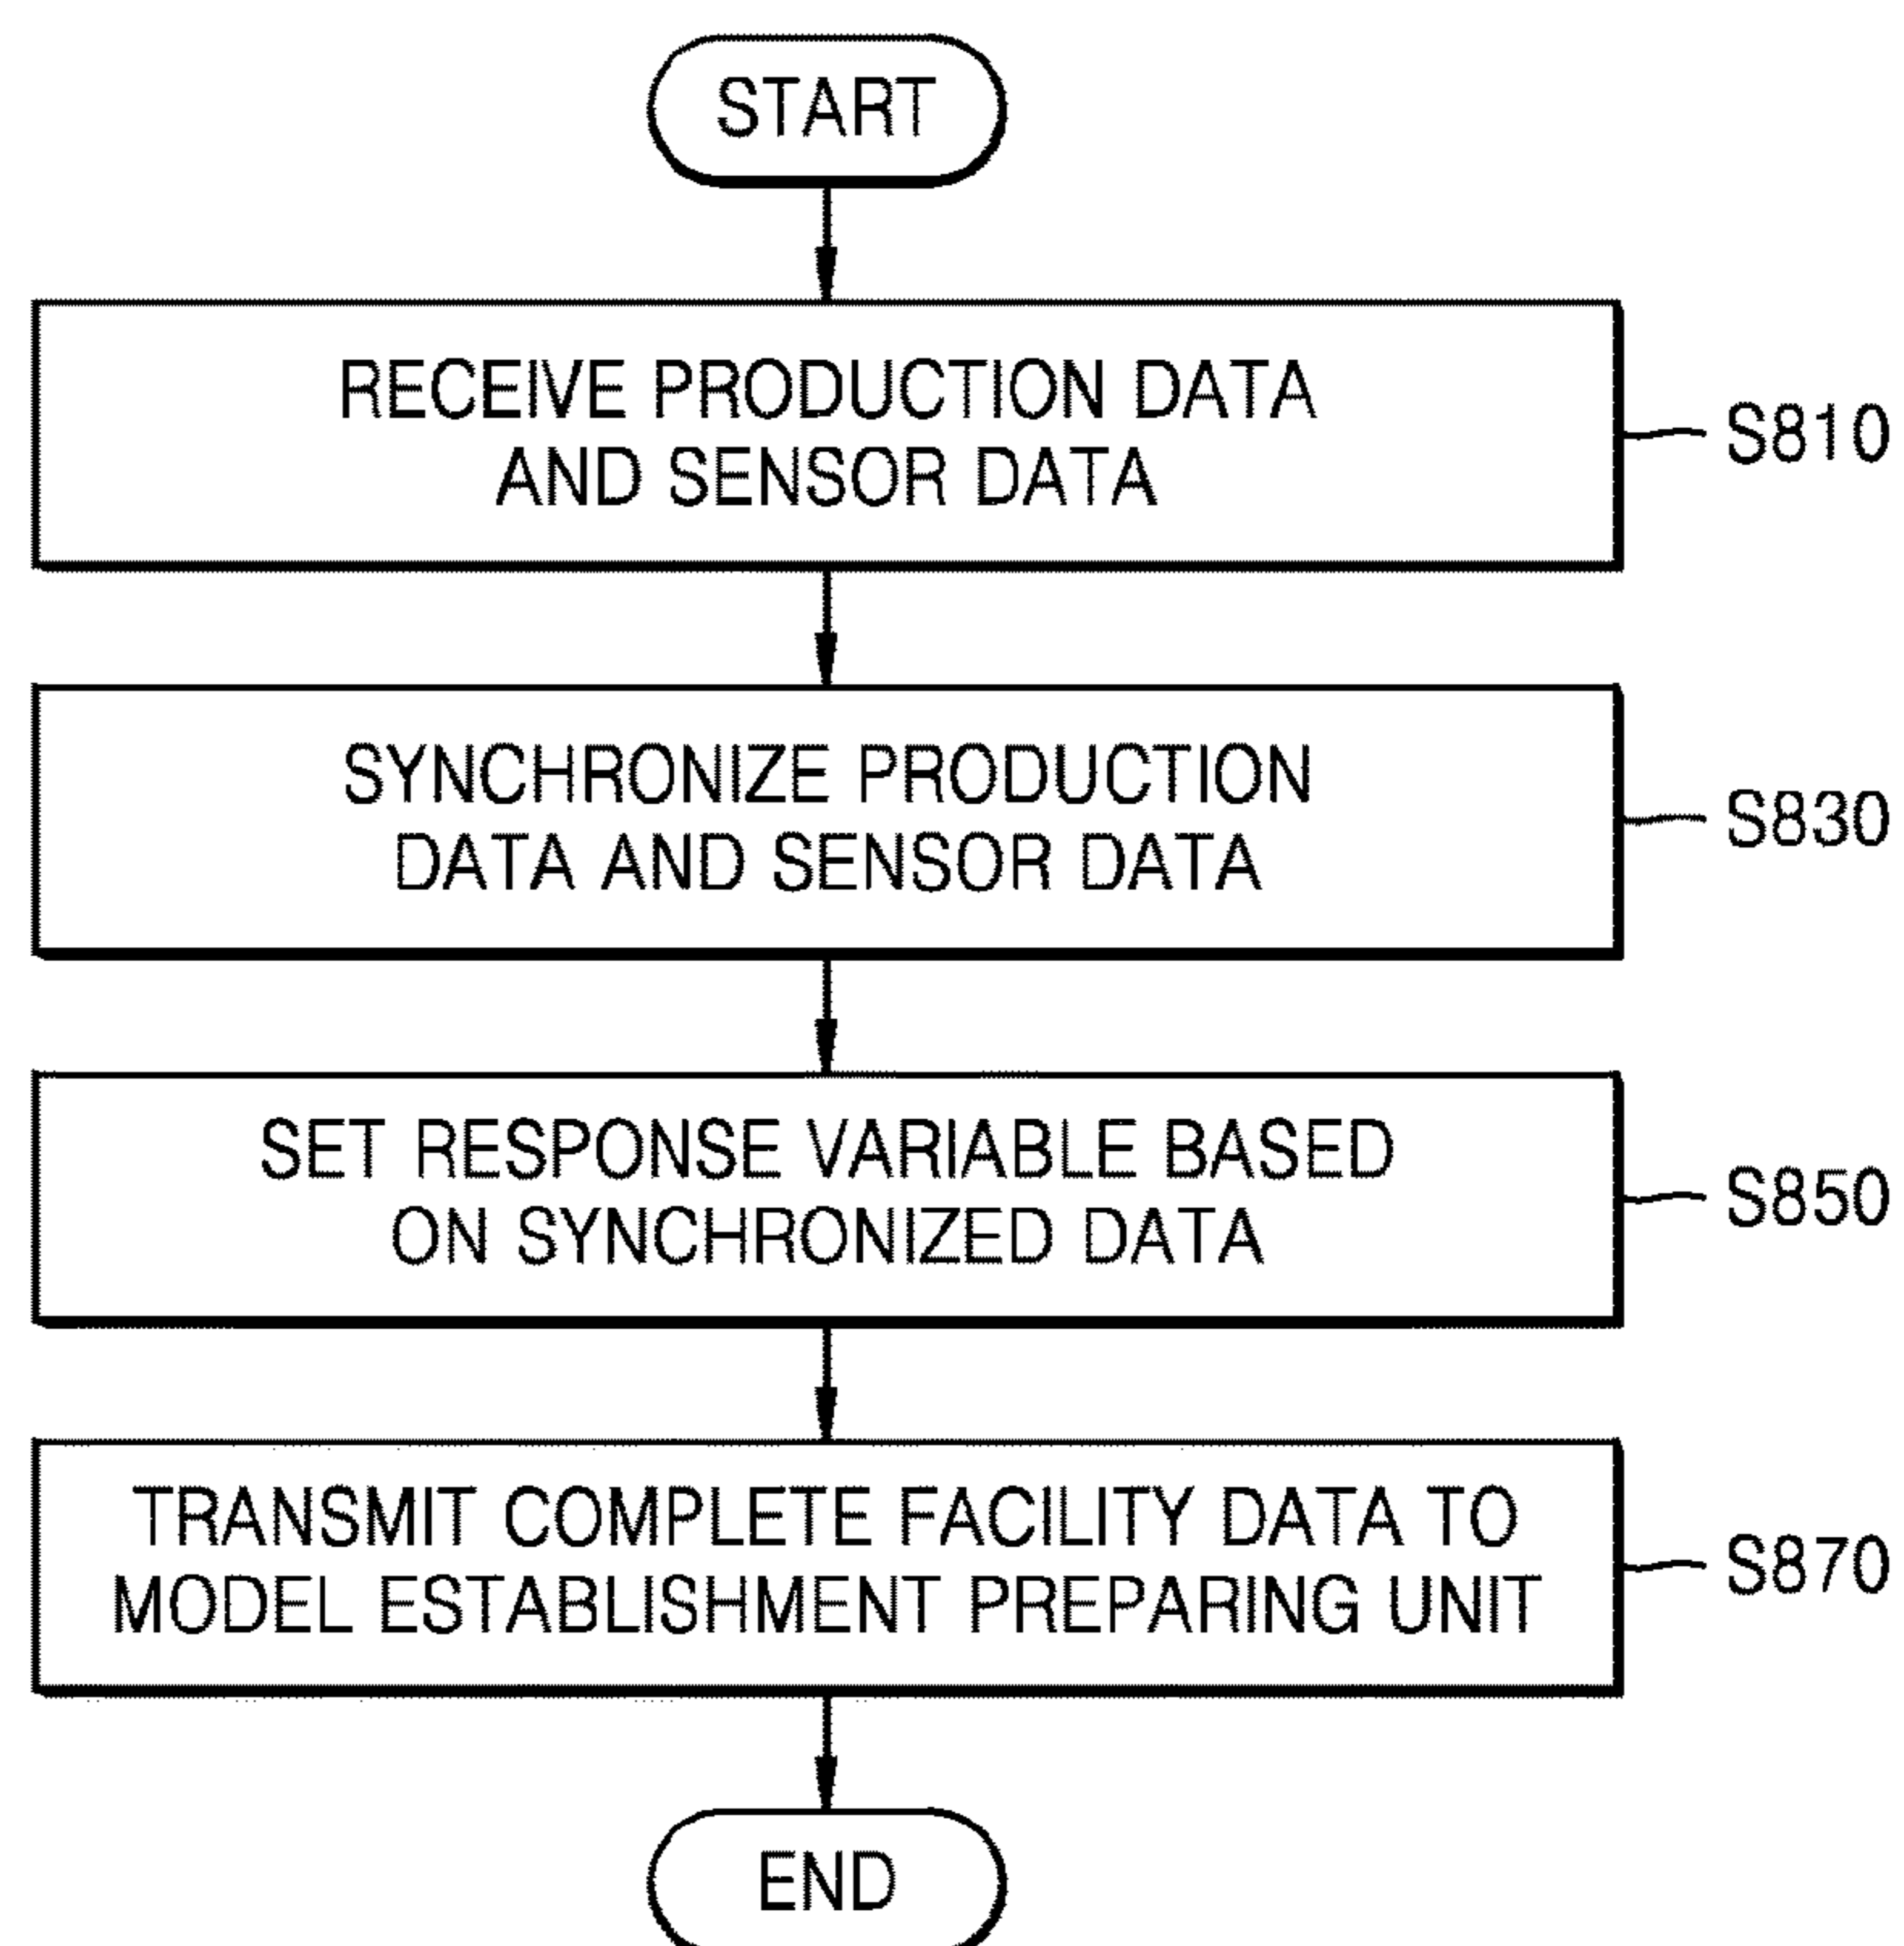 START
RECEIVE PRODUCTION DATA
AND SENSOR DATA
S810
SYNCHRONIZE PRODUCTION
DATA AND SENSOR DATA
S830
SET RESPONSE VARIABLE BASED
ON SYNCHRONIZED DATA
S850
TRANSMIT COMPLETE FACILITY DATA TO
MODEL ESTABLISHMENT PREPARING UNIT
S870
END